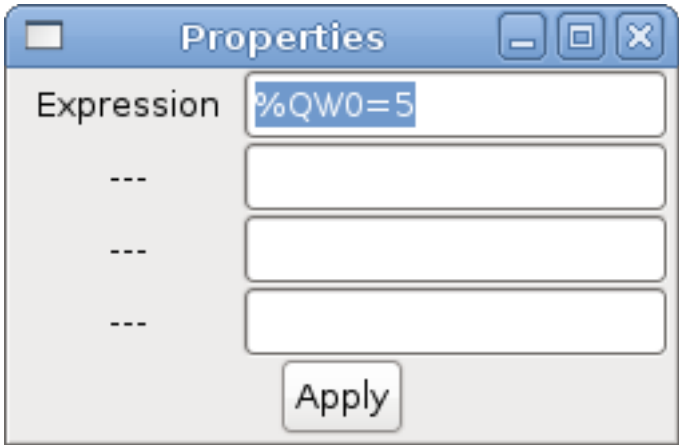 Properties
Expression %QW0=5
---
---
---
Apply